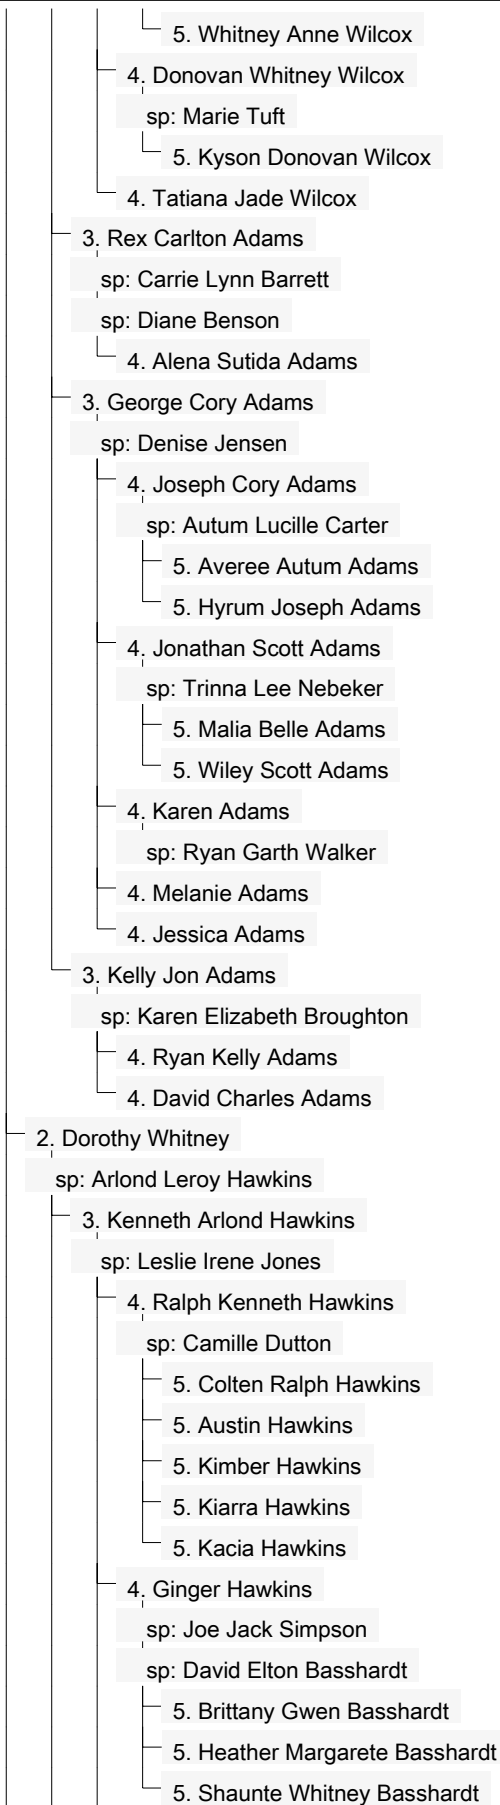 5. Whitney Anne Wilcox
4. Donovan Whitney Wilcox
sp: Marie Tuft
5. Kyson Donovan Wilcox
4. Tatiana Jade Wilcox
3. Rex Carlton Adams
sp: Carrie Lynn Barrett
sp: Diane Benson
4. Alena Sutida Adams
3. George Cory Adams
sp: Denise Jensen
4. Joseph Cory Adams
sp: Autum Lucille Carter
5. Averee Autum Adams
5. Hyrum Joseph Adams
4. Jonathan Scott Adams
sp: Trinna Lee Nebeker
5. Malia Belle Adams
5. Wiley Scott Adams
4. Karen Adams
sp: Ryan Garth Walker
4. Melanie Adams
4. Jessica Adams
3. Kelly Jon Adams
sp: Karen Elizabeth Broughton
4. Ryan Kelly Adams
4. David Charles Adams
2. Dorothy Whitney
sp: Arlond Leroy Hawkins
3. Kenneth Arlond Hawkins
sp: Leslie Irene Jones
4. Ralph Kenneth Hawkins
sp: Camille Dutton
5. Colten Ralph Hawkins
5. Austin Hawkins
5. Kimber Hawkins
5. Kiarra Hawkins
5. Kacia Hawkins
4. Ginger Hawkins
sp: Joe Jack Simpson
sp: David Elton Basshardt
5. Brittany Gwen Basshardt
5. Heather Margarete Basshardt
5. Shaunte Whitney Basshardt